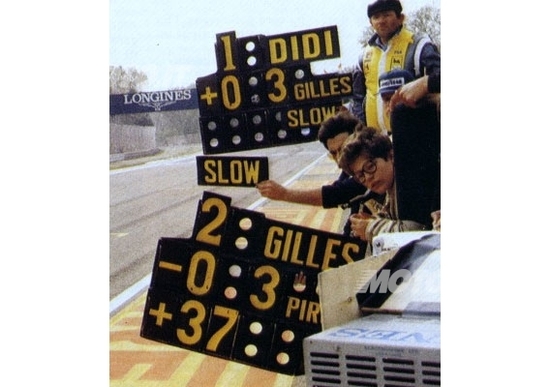 1 : DIDI
+0 : 3 GILLES
SLOW
LONGINES
SLOW
2 : GILLES
-0 : 3 PIR
+37 :